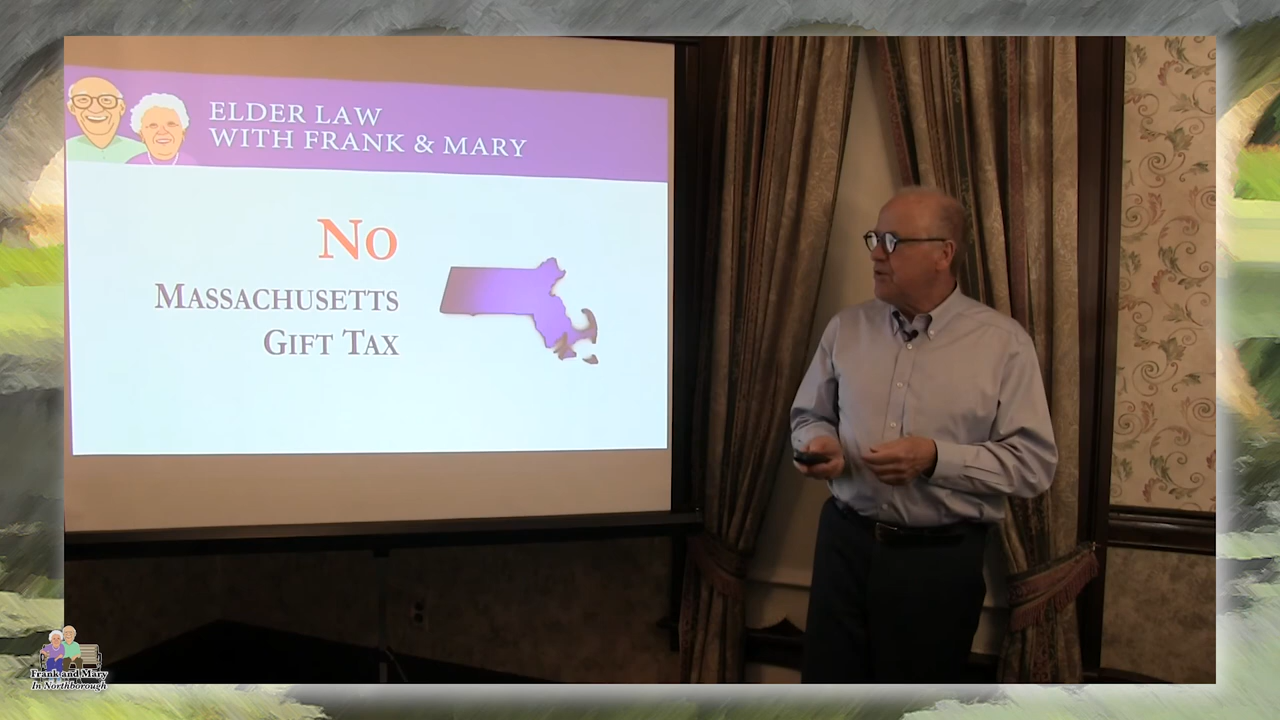 ELDER LAW
WITH FRANK & MARY
NO
MASSACHUSETTS
GIFT TAX
Frank and Mary
In Northborough